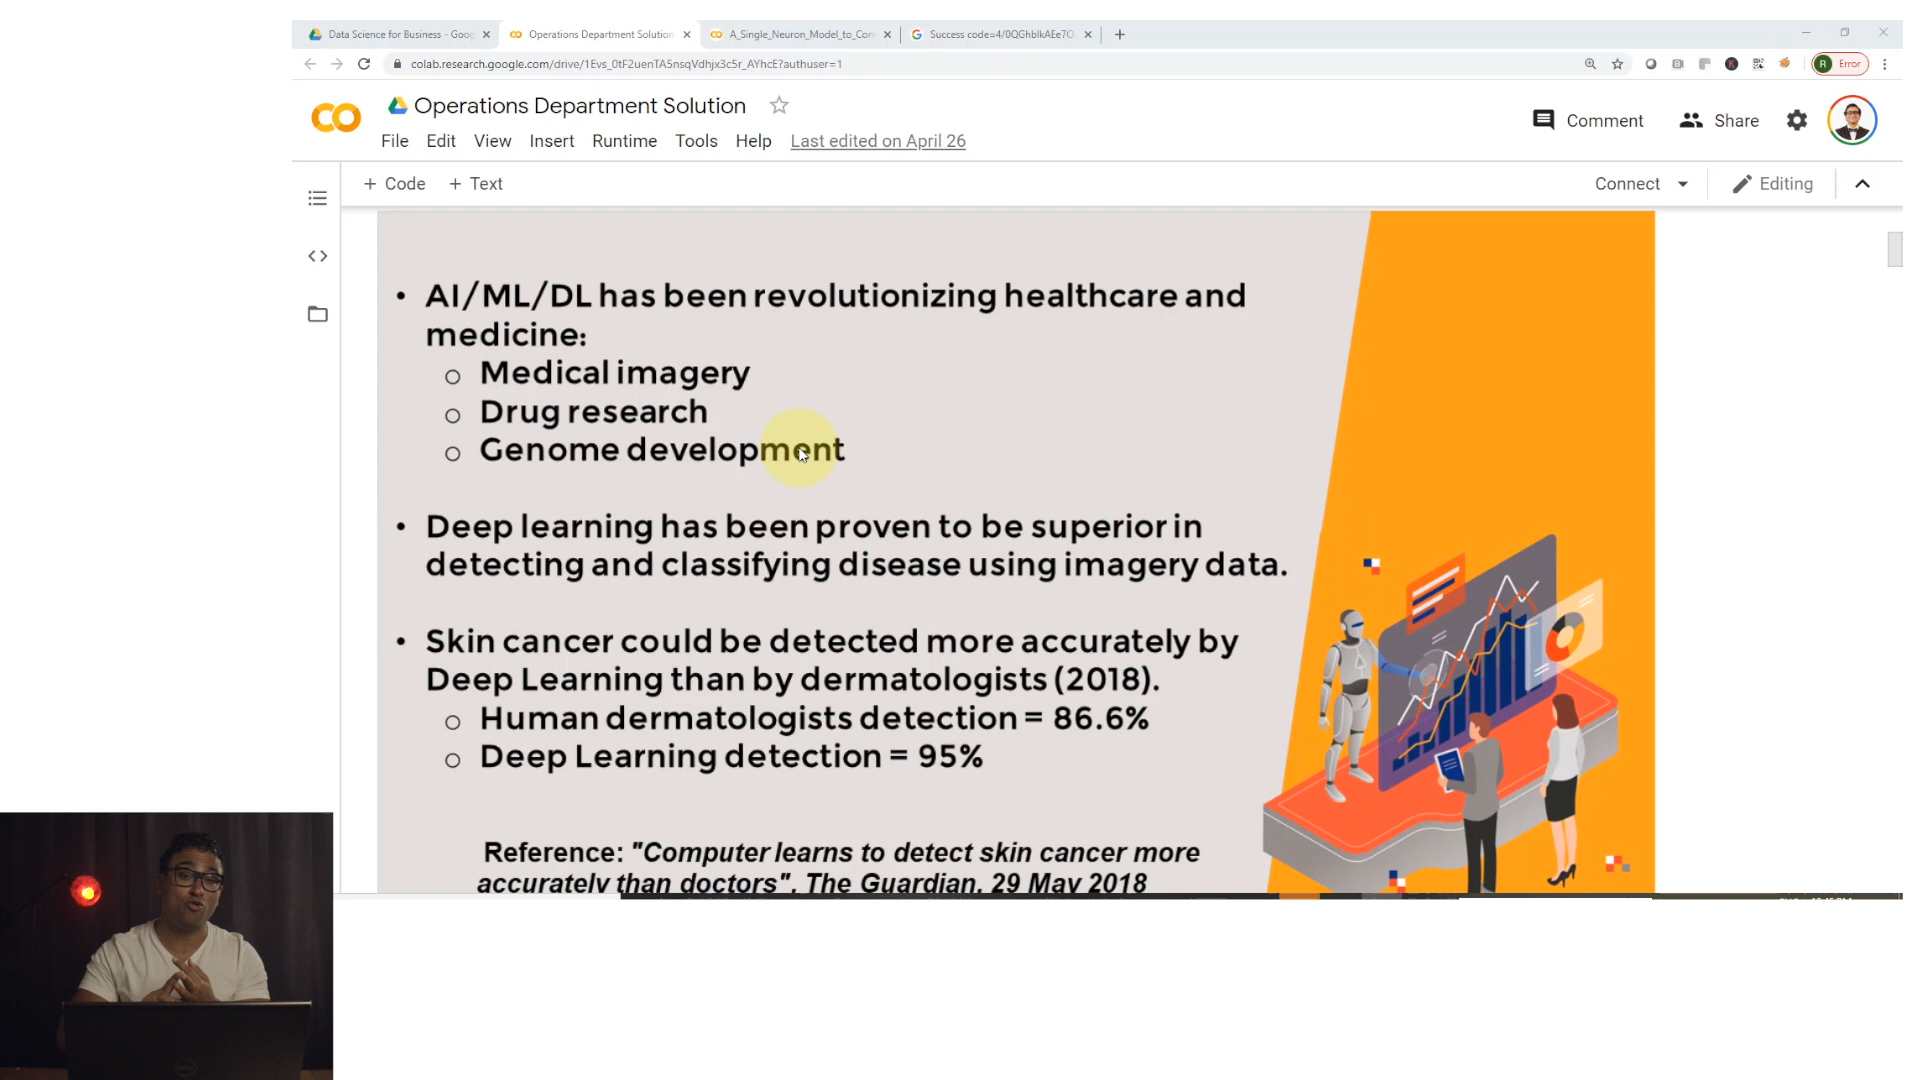 Data Science for Business - Goog
Operations Department Solution
A_Single_Neuron_Model_to_Con
Success code=4/0QGhblkAEe7O
colab.research.google.com/drive/1Evs_0tF2uenTA5nsqVdhjx3c5r_AYhcE?authuser=1
R Error
CO
Operations Department Solution
Comment
Share
File Edit View Insert Runtime Tools Help Last edited on April 26
+ Code + Text
Connect
Editing
• AI/ML/DL has been revolutionizing healthcare and
medicine:
o Medical imagery
o Drug research
o Genome development
• Deep learning has been proven to be superior in
detecting and classifying disease using imagery data.
• Skin cancer could be detected more accurately by
Deep Learning than by dermatologists (2018).
o Human dermatologists detection = 86.6%
o Deep Learning detection = 95%
Reference: "Computer learns to detect skin cancer more
accurately than doctors", The Guardian, 29 May 2018